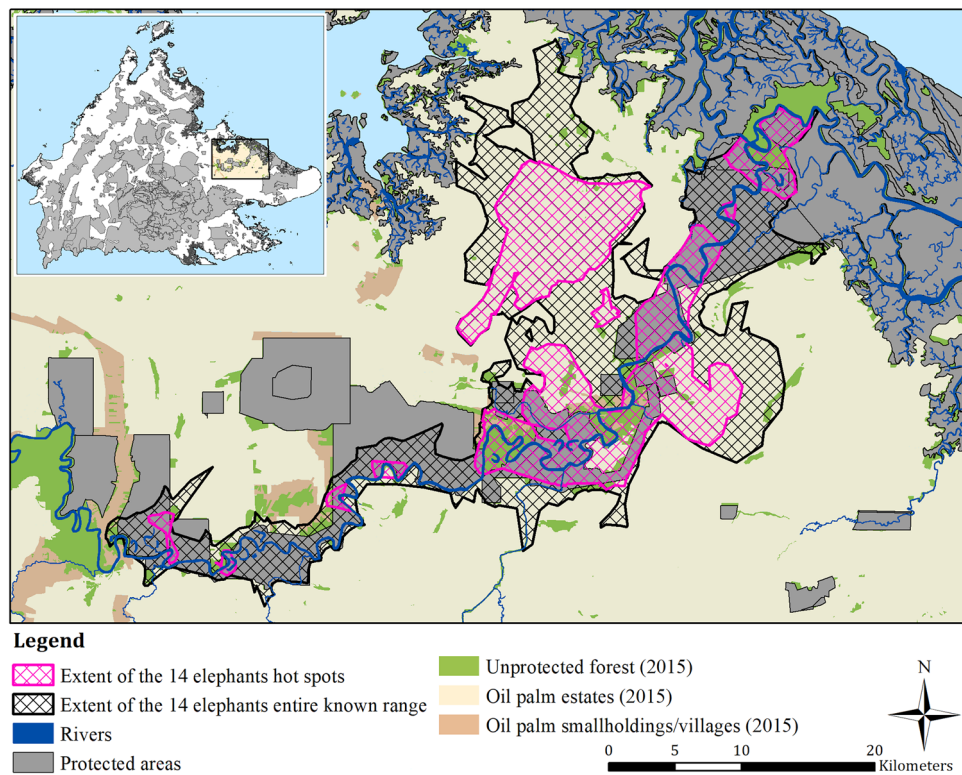 Legend
Extent of the 14 elephants hot spots
Extent of the 14 elephants entire known range
Rivers
Protected areas
Unprotected forest (2015)
Oil palm estates (2015)
Oil palm smallholdings/villages (2015)
N
0 5 10 20
Kilometers